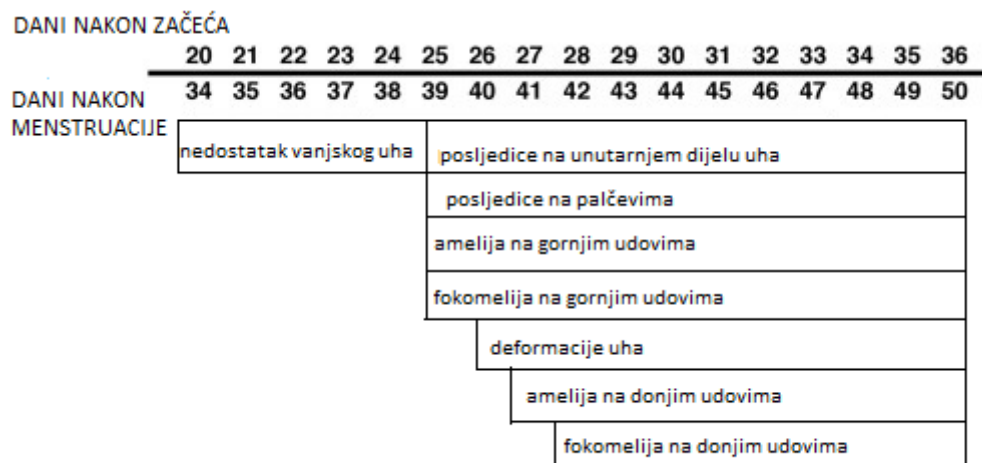 DANI NAKON ZAČEĆA
20 21 22 23 24 25 26 27 28 29 30 31 32 33 34 35 36
DANI NAKON MENSTRUACIJE
34 35 36 37 38 39 40 41 42 43 44 45 46 47 48 49 50
nedostatak vanjskog uha
posljedice na unutarnjem dijelu uha
posljedice na palčevima
amelija na gornjim udovima
fokomelija na gornjim udovima
deformacije uha
amelija na donjim udovima
fokomelija na donjim udovima